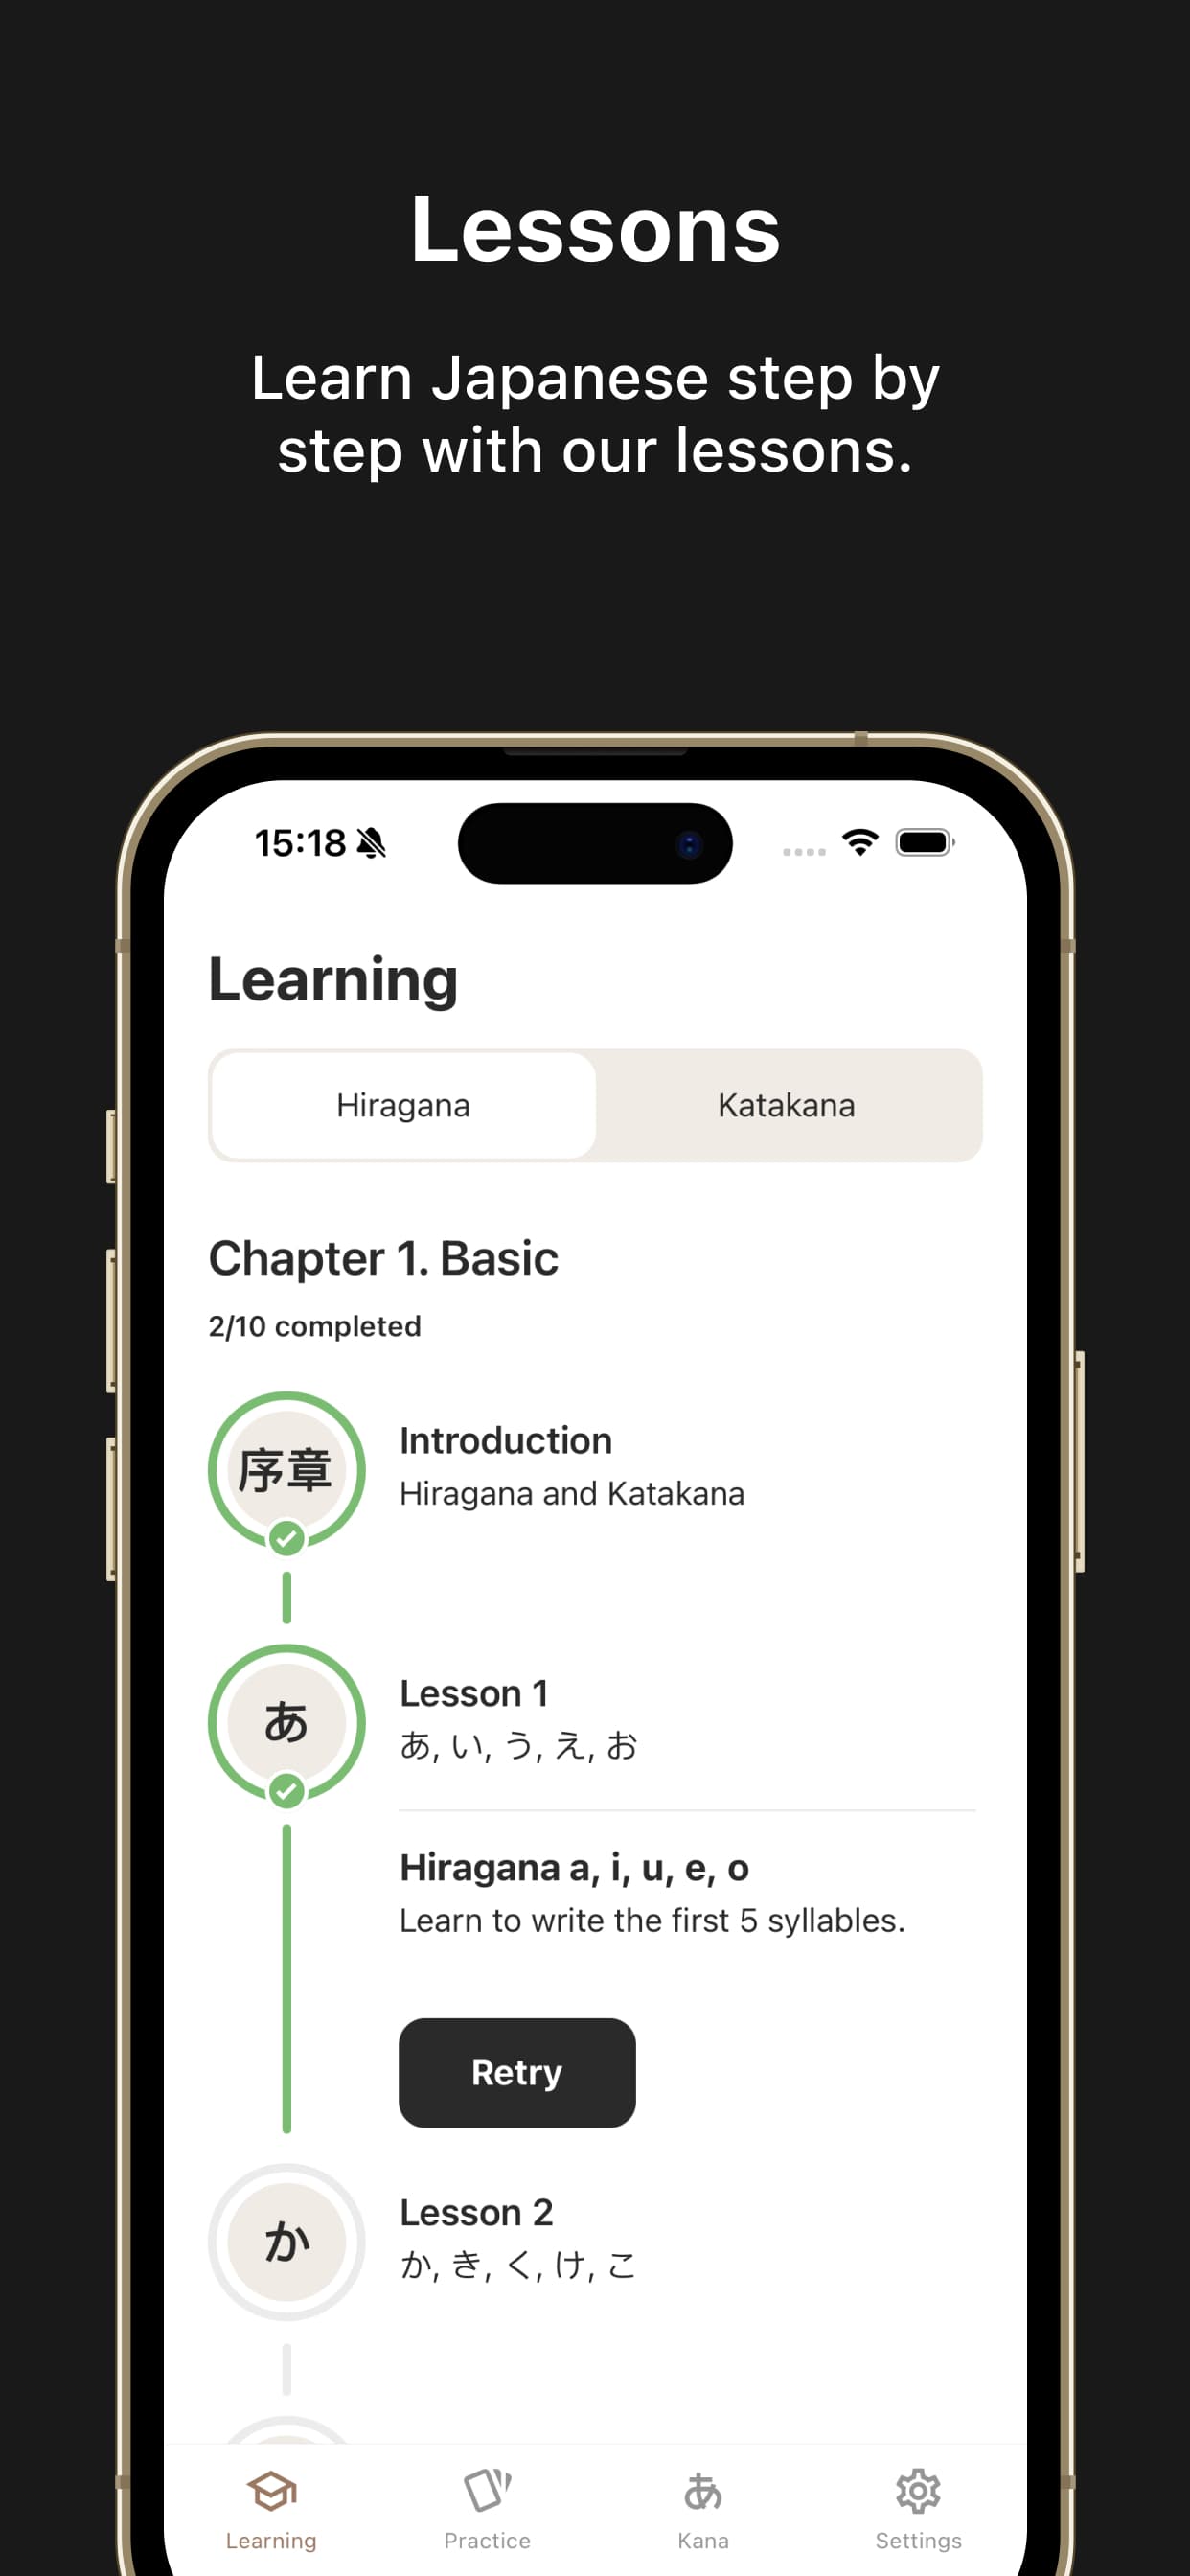 Lessons
Learn Japanese step by
step with our lessons.
15:18
Learning
Hiragana
Katakana
Chapter 1. Basic
2/10 completed
序章
Introduction
Hiragana and Katakana
あ
Lesson 1
あ, い, う, え, お
Hiragana a, i, u, e, o
Learn to write the first 5 syllables.
Retry
か
Lesson 2
か, き, く, け, こ
あ
Learning
Practice
Kana
Settings